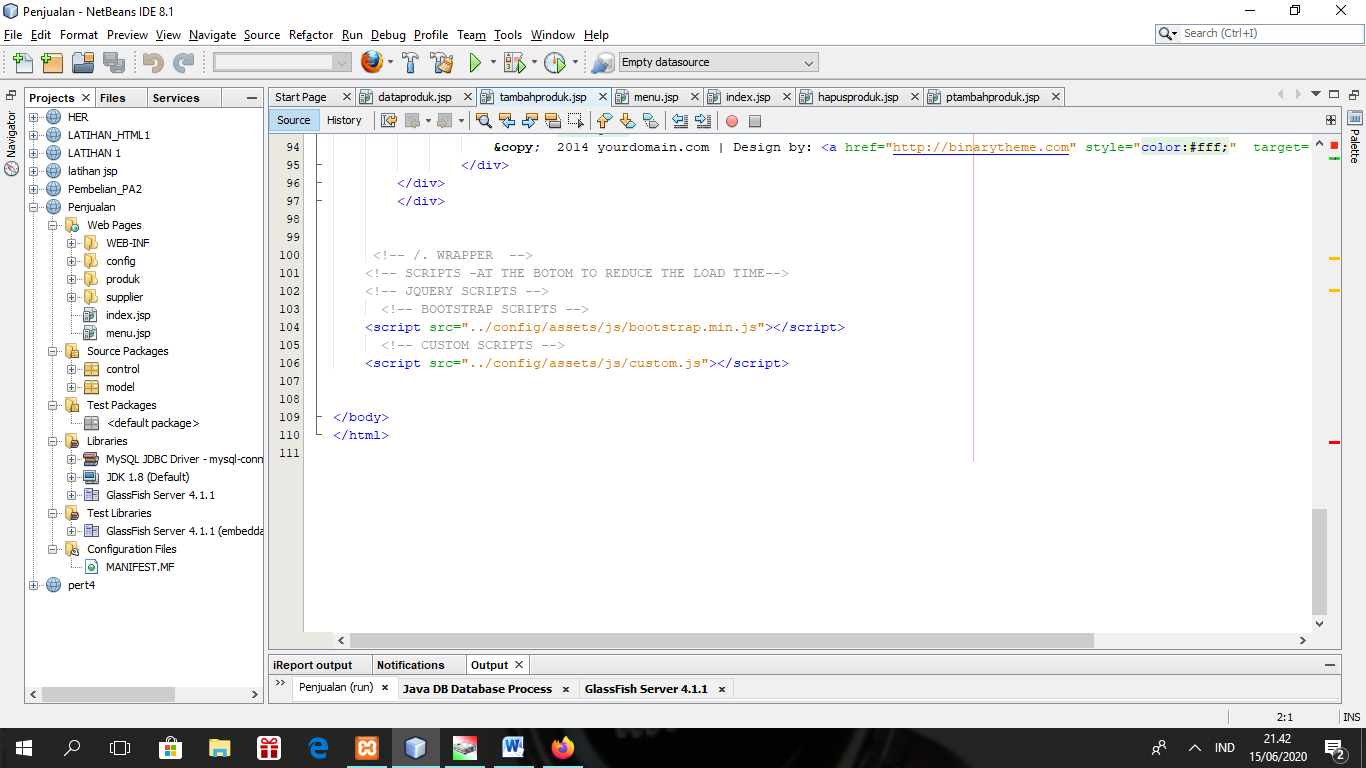 Penjualan - NetBeans IDE 8.1
File Edit Format Preview View Navigate Source Refactor Run Debug Profile Team Tools Window Help
Search (Ctrl+I)
Empty datasource
Projects Files Services
Navigator
HER
LATIHAN_HTML1
LATIHAN 1
latihan jsp
Pembelian_PA2
Penjualan
Web Pages
WEB-INF
config
produk
supplier
index.jsp
menu.jsp
Source Packages
control
model
Test Packages
<default package>
Libraries
MySQL JDBC Driver - mysql-conn
JDK 1.8 (Default)
GlassFish Server 4.1.1
Test Libraries
GlassFish Server 4.1.1 (embedda
Configuration Files
MANIFEST.MF
pert4
Start Page dataproduk.jsp tambahproduk.jsp menu.jsp index.jsp hapusproduk.jsp ptambahproduk.jsp
Source History
Palette
94 &copy; 2014 yourdomain.com | Design by: <a href="http://binarytheme.com" style="color:#fff;" target="
95 </div>
96 </div>
97 </div>
98
99
100 <!-- /. WRAPPER -->
101 <!-- SCRIPTS -AT THE BOTOM TO REDUCE THE LOAD TIME-->
102 <!-- JQUERY SCRIPTS -->
103 <!-- BOOTSTRAP SCRIPTS -->
104 <script src="../config/assets/js/bootstrap.min.js"></script>
105 <!-- CUSTOM SCRIPTS -->
106 <script src="../config/assets/js/custom.js"></script>
107
108
109 </body>
110 </html>
111
iReport output Notifications Output
Penjualan (run) Java DB Database Process GlassFish Server 4.1.1
2:1 INS
IND
21.42
15/06/2020
2